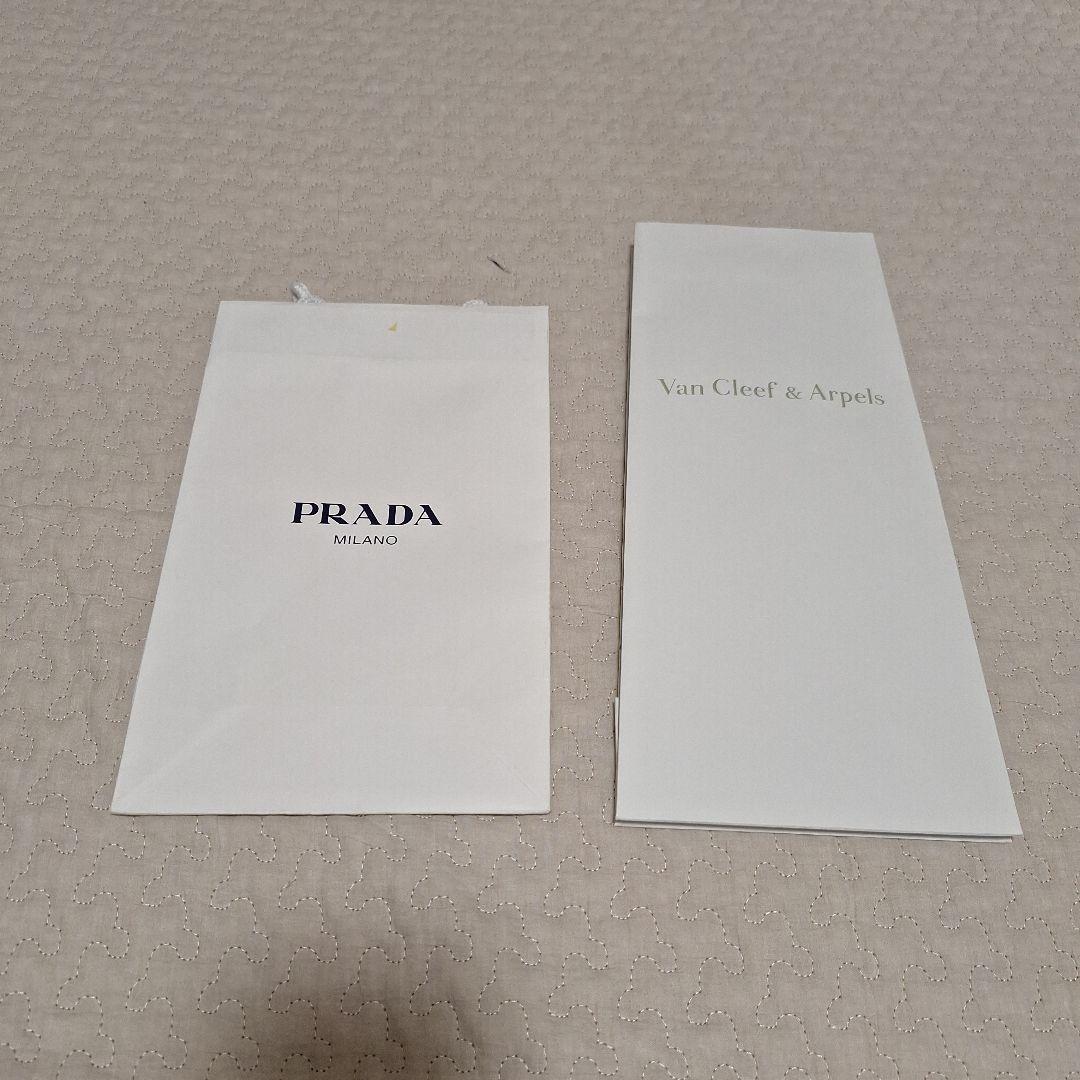 PRADA
MILANO
Van Cleef & Arpels